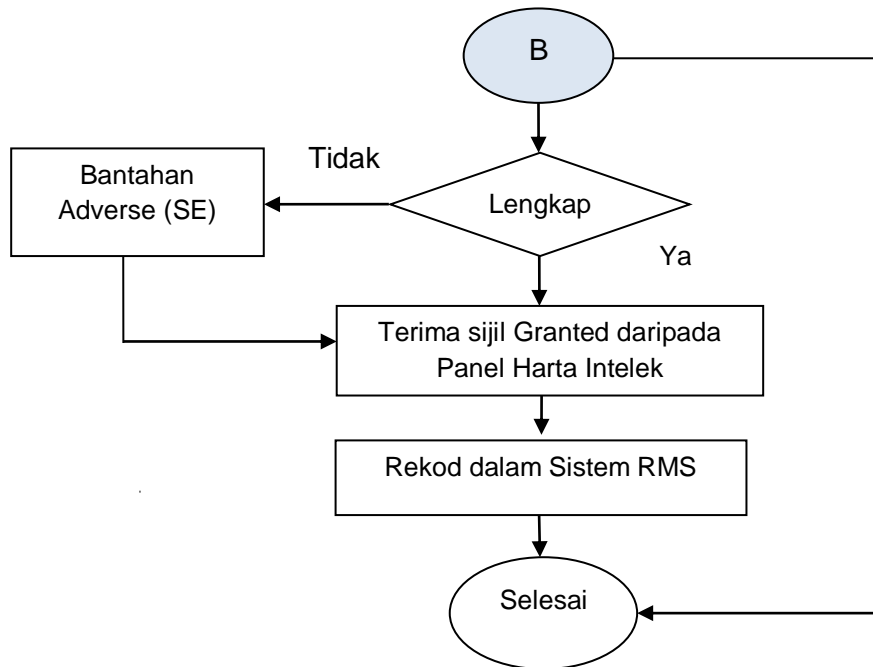 B
Tidak
Bantahan
Adverse (SE)
Lengkap
Ya
Terima sijil Granted daripada
Panel Harta Intelek
Rekod dalam Sistem RMS
Selesai